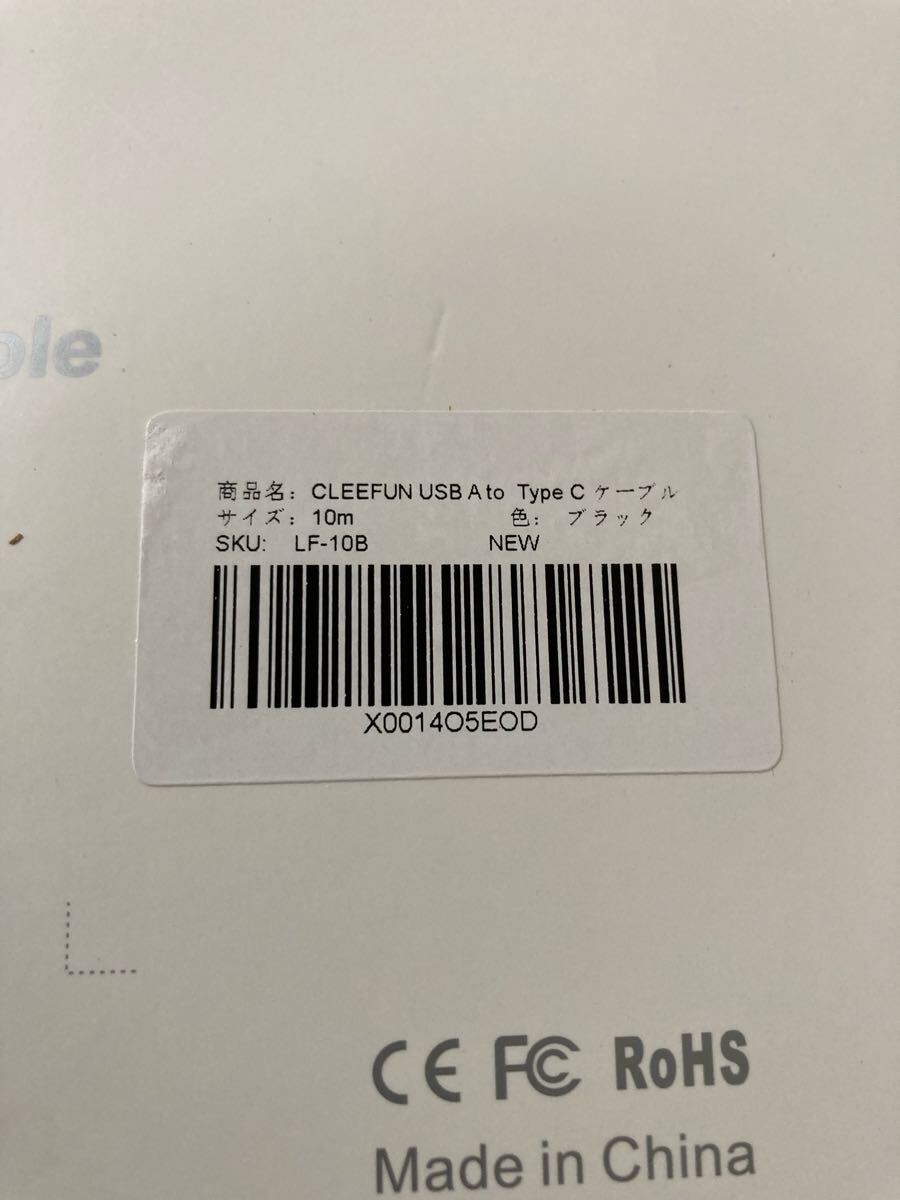 商品名: CLEEFUN USB A to Type C ケーブル
サイズ: 10m 色: ブラック
SKU: LF-10B NEW
X0014O5EOD
CE FC RoHS
Made in China